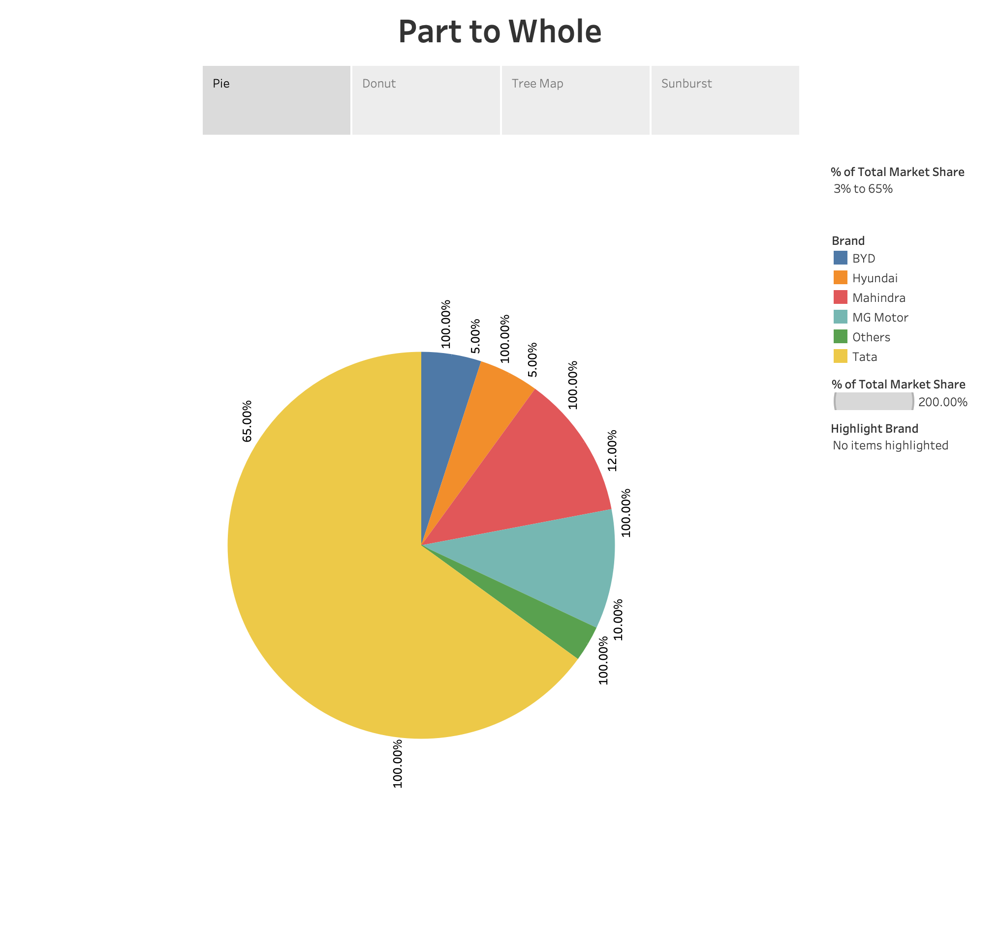 Part to Whole
Pie
Donut
Tree Map
Sunburst
% of Total Market Share
3% to 65%
Brand
BYD
Hyundai
Mahindra
MG Motor
Others
Tata
% of Total Market Share
200.00%
Highlight Brand
No items highlighted
100.00%
5.00%
100.00%
5.00%
100.00%
12.00%
100.00%
10.00%
100.00%
100.00%
65.00%